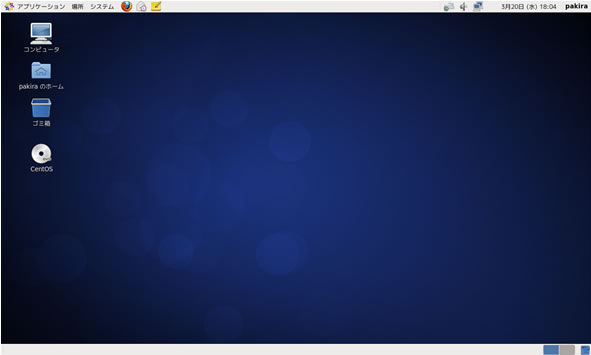 アプリケーション 場所 システム 3月20日 (水) 18:04 pakira
コンピュータ
pakira のホーム
ゴミ箱
CentOS